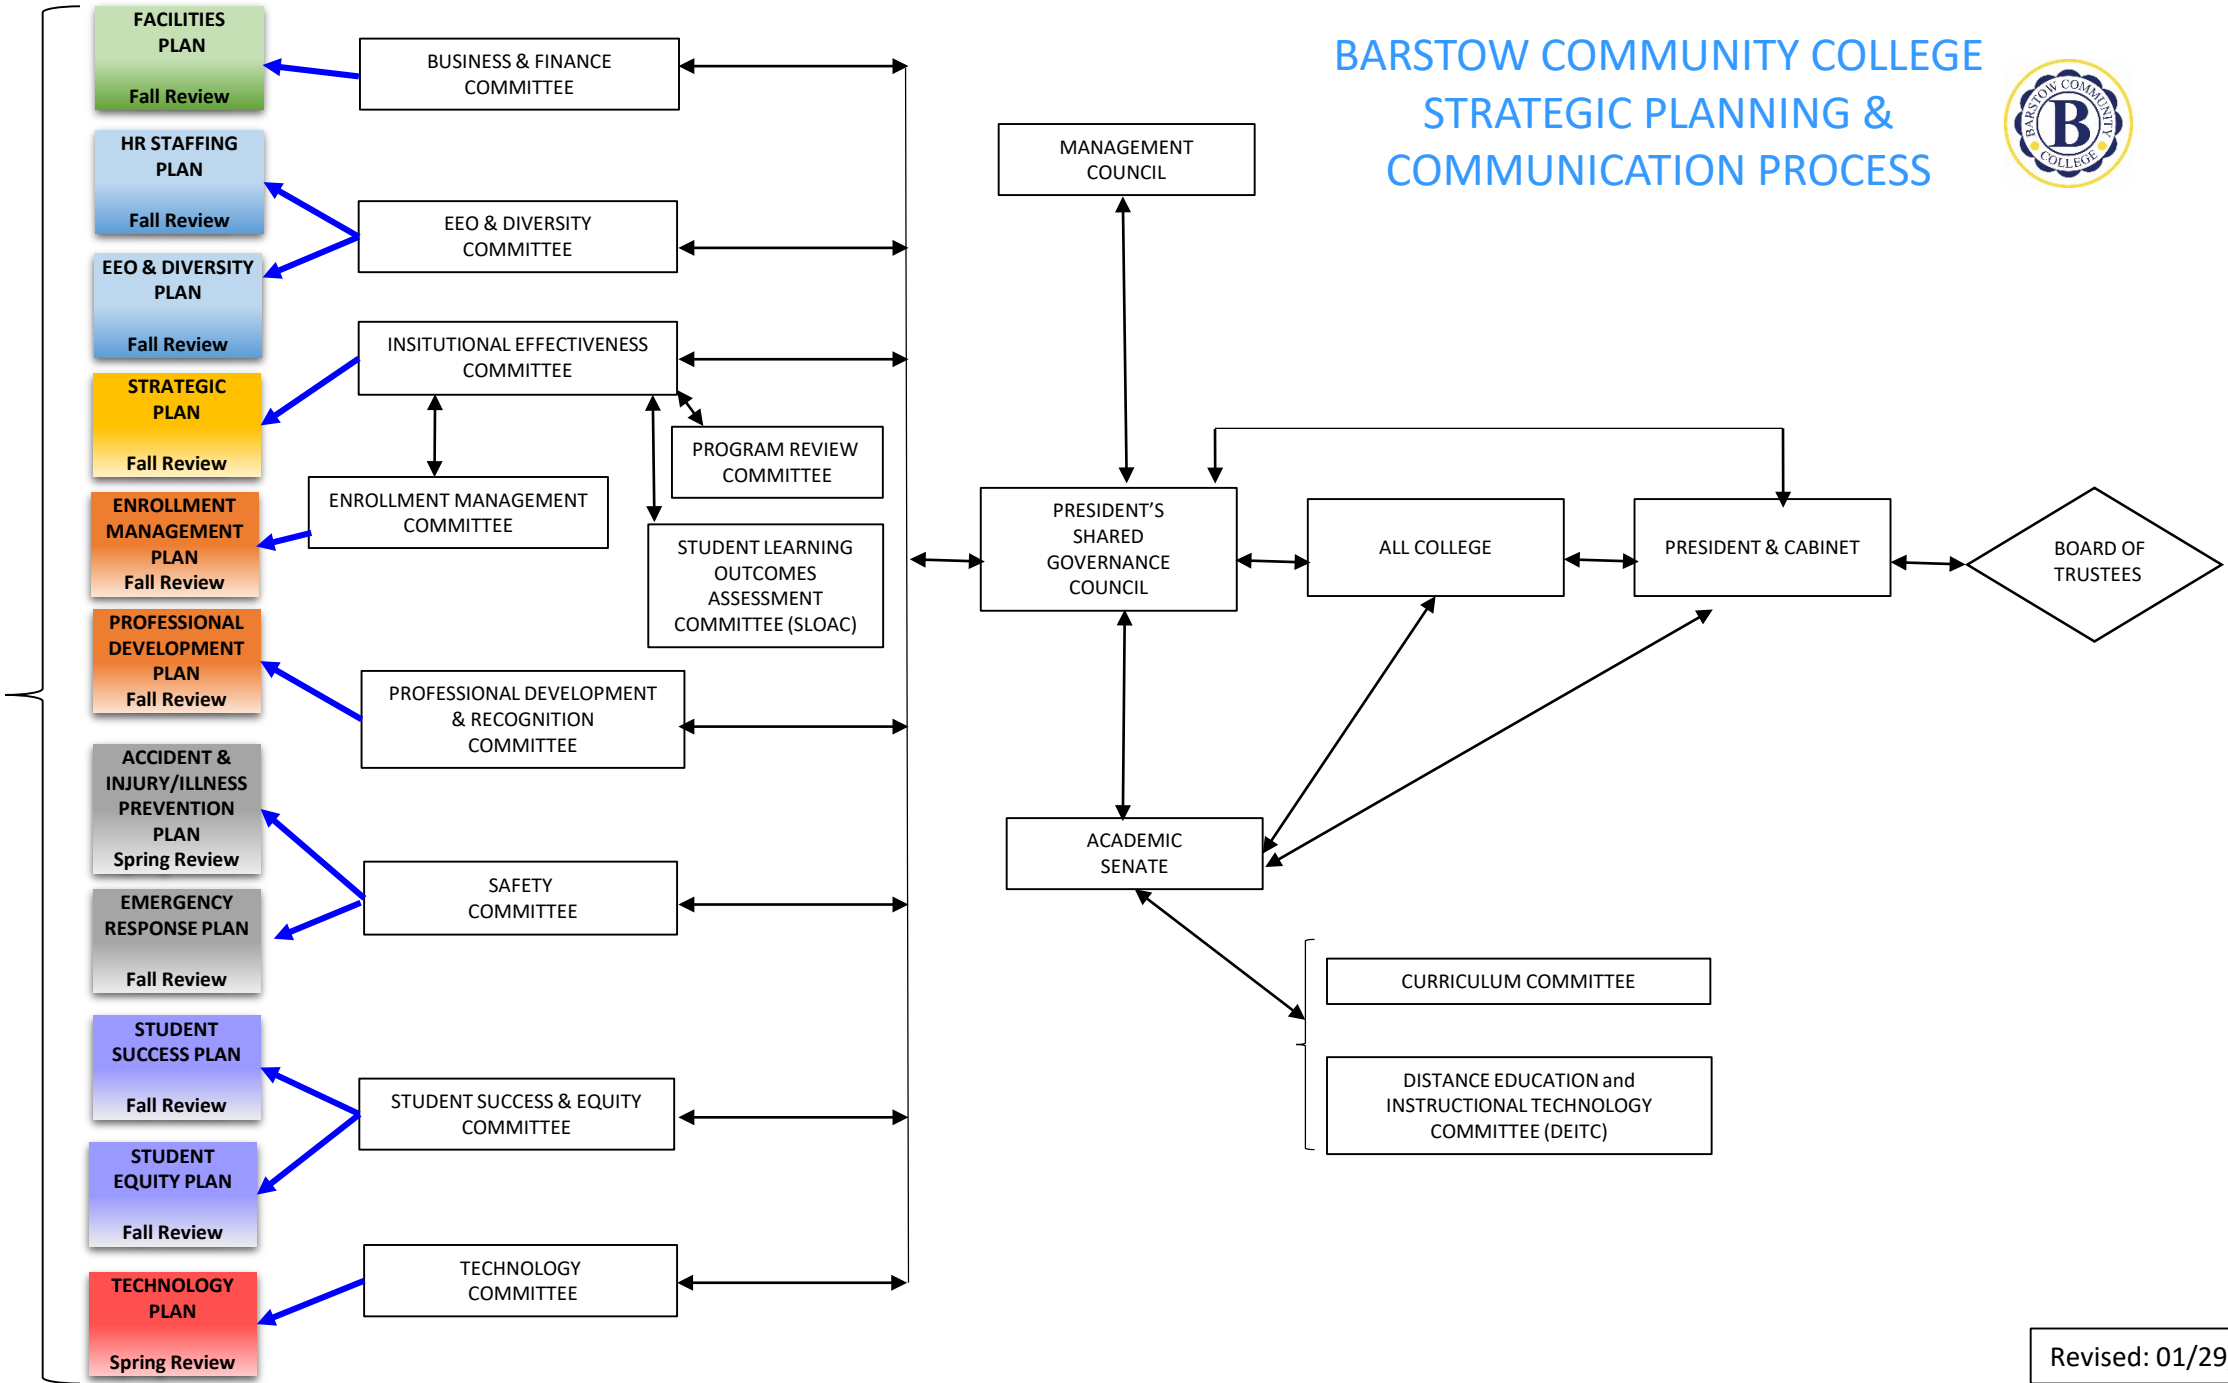 BARSTOW COMMUNITY COLLEGE
STRATEGIC PLANNING &
COMMUNICATION PROCESS
BARSTOW COMMUNITY
B
COLLEGE
FACILITIES
PLAN
Fall Review
HR STAFFING
PLAN
Fall Review
EEO & DIVERSITY
PLAN
Fall Review
STRATEGIC
PLAN
Fall Review
ENROLLMENT
MANAGEMENT
PLAN
Fall Review
PROFESSIONAL
DEVELOPMENT
PLAN
Fall Review
ACCIDENT &
INJURY/ILLNESS
PREVENTION
PLAN
Spring Review
EMERGENCY
RESPONSE PLAN
Fall Review
STUDENT
SUCCESS PLAN
Fall Review
STUDENT
EQUITY PLAN
Fall Review
TECHNOLOGY
PLAN
Spring Review
BUSINESS & FINANCE
COMMITTEE
EEO & DIVERSITY
COMMITTEE
INSITUTIONAL EFFECTIVENESS
COMMITTEE
PROGRAM REVIEW
COMMITTEE
ENROLLMENT MANAGEMENT
COMMITTEE
STUDENT LEARNING
OUTCOMES
ASSESSMENT
COMMITTEE (SLOAC)
PROFESSIONAL DEVELOPMENT
& RECOGNITION
COMMITTEE
SAFETY
COMMITTEE
STUDENT SUCCESS & EQUITY
COMMITTEE
TECHNOLOGY
COMMITTEE
MANAGEMENT
COUNCIL
PRESIDENT’S
SHARED
GOVERNANCE
COUNCIL
ALL COLLEGE
PRESIDENT & CABINET
BOARD OF
TRUSTEES
ACADEMIC
SENATE
CURRICULUM COMMITTEE
DISTANCE EDUCATION and
INSTRUCTIONAL TECHNOLOGY
COMMITTEE (DEITC)
Revised: 01/29